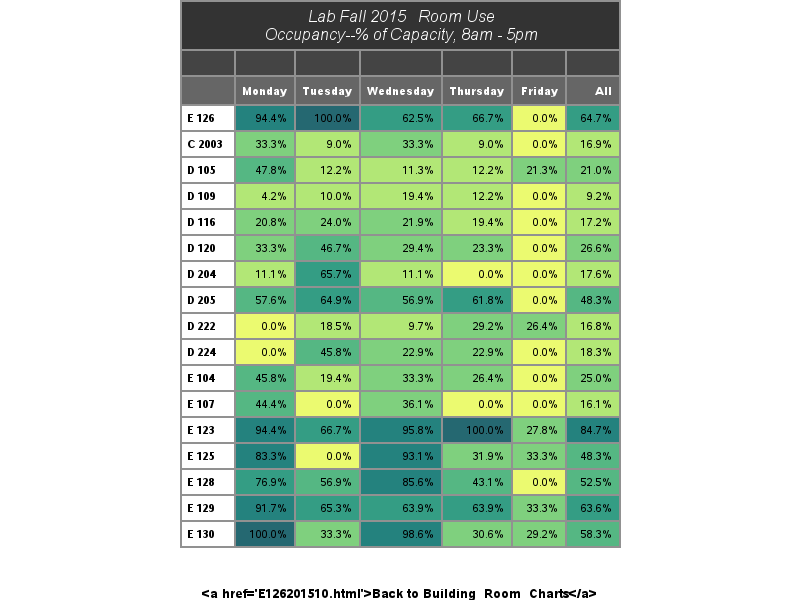 Lab Fall 2015 Room Use
Occupancy--% of Capacity, 8am - 5pm
Monday Tuesday Wednesday Thursday Friday All
E 126 94.4% 100.0% 62.5% 66.7% 0.0% 64.7%
C 2003 33.3% 9.0% 33.3% 9.0% 0.0% 16.9%
D 105 47.8% 12.2% 11.3% 12.2% 21.3% 21.0%
D 109 4.2% 10.0% 19.4% 12.2% 0.0% 9.2%
D 116 20.8% 24.0% 21.9% 19.4% 0.0% 17.2%
D 120 33.3% 46.7% 29.4% 23.3% 0.0% 26.6%
D 204 11.1% 65.7% 11.1% 0.0% 0.0% 17.6%
D 205 57.6% 64.9% 56.9% 61.8% 0.0% 48.3%
D 222 0.0% 18.5% 9.7% 29.2% 26.4% 16.8%
D 224 0.0% 45.8% 22.9% 22.9% 0.0% 18.3%
E 104 45.8% 19.4% 33.3% 26.4% 0.0% 25.0%
E 107 44.4% 0.0% 36.1% 0.0% 0.0% 16.1%
E 123 94.4% 66.7% 95.8% 100.0% 27.8% 84.7%
E 125 83.3% 0.0% 93.1% 31.9% 33.3% 48.3%
E 128 76.9% 56.9% 85.6% 43.1% 0.0% 52.5%
E 129 91.7% 65.3% 63.9% 63.9% 33.3% 63.6%
E 130 100.0% 33.3% 98.6% 30.6% 29.2% 58.3%
<a href='E126201510.html'>Back to Building_Room_Charts</a>